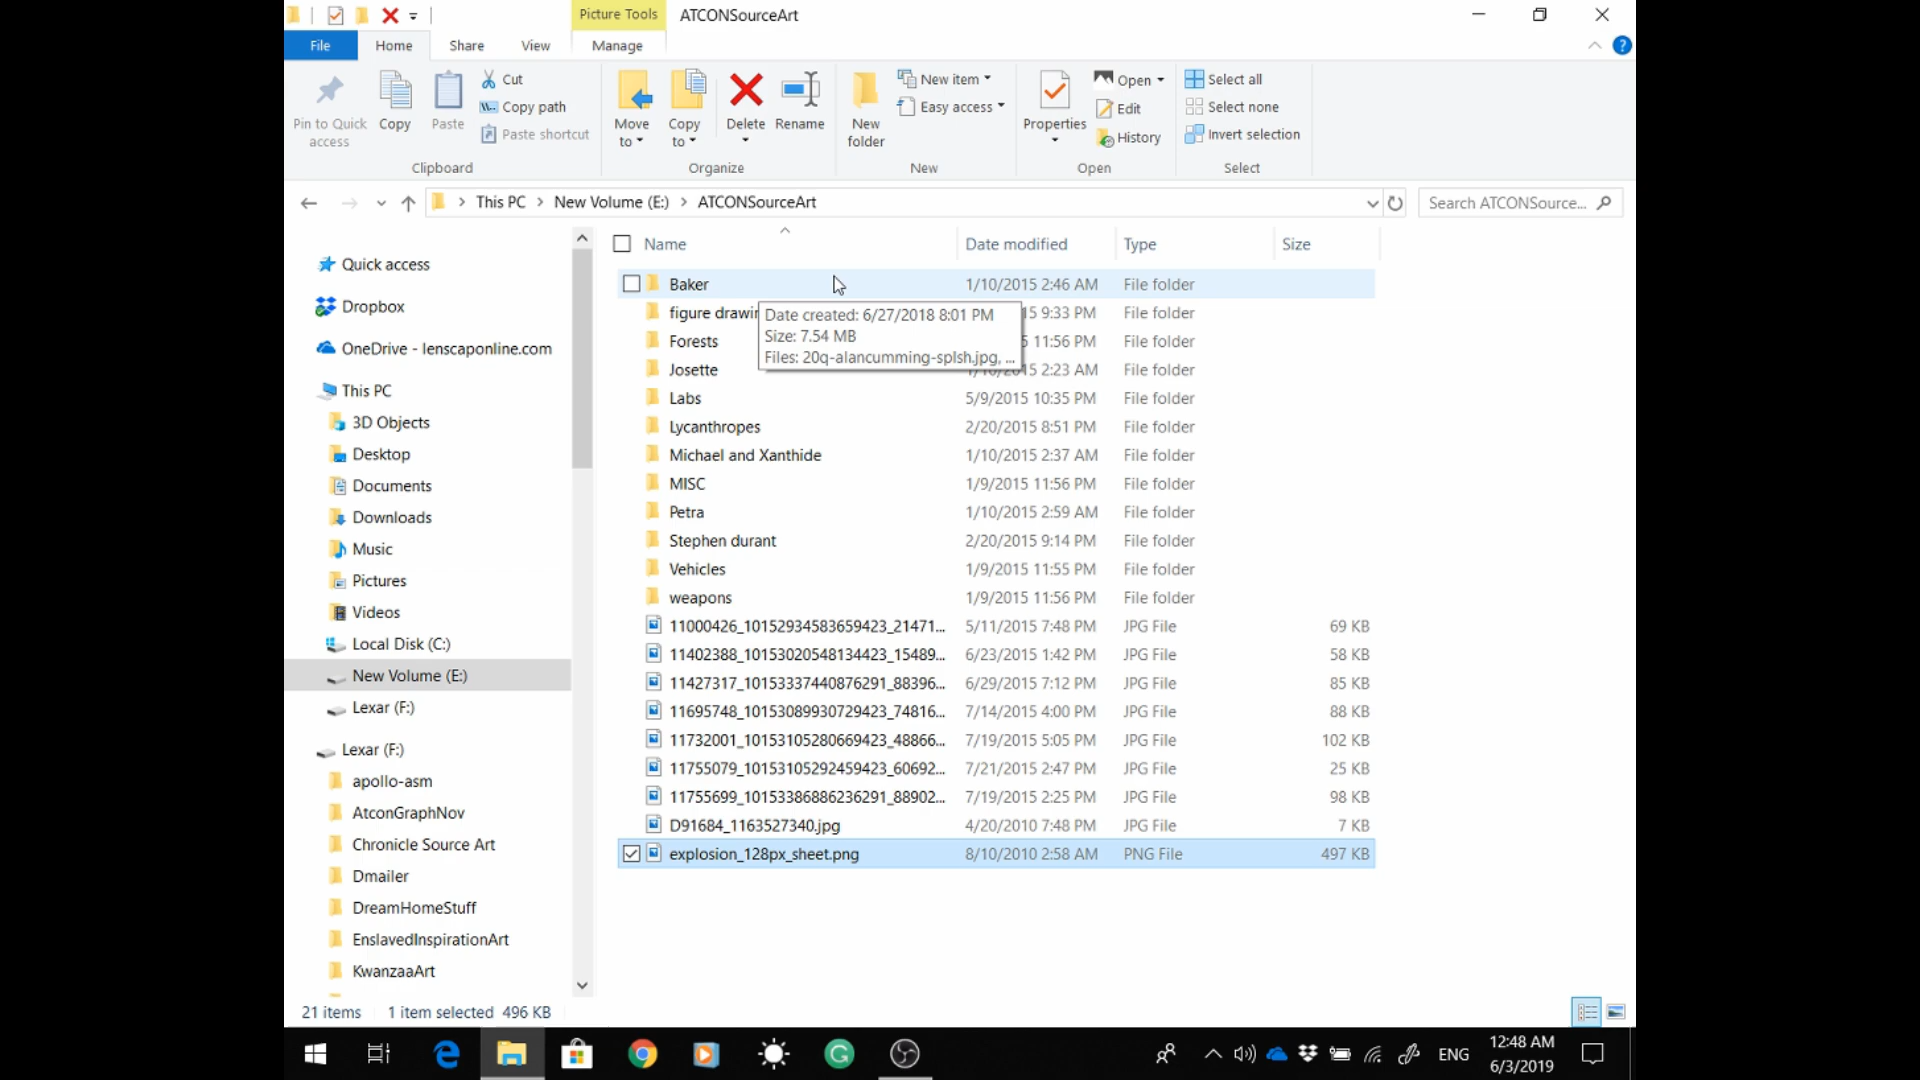 Picture Tools ATCONSourceArt
File Home Share View Manage
Pin to Quick access
Copy
Paste
Cut
Copy path
Paste shortcut
Clipboard
Move to
Copy to
Delete
Rename
Organize
New folder
New item
Easy access
New
Properties
Open
Edit
History
Open
Select all
Select none
Invert selection
Select
This PC > New Volume (E:) > ATCONSourceArt
Search ATCONSource...
Name Date modified Type Size
Quick access
Dropbox
OneDrive - lenscaponline.com
This PC
3D Objects
Desktop
Documents
Downloads
Music
Pictures
Videos
Local Disk (C:)
New Volume (E:)
Lexar (F:)
Lexar (F:)
apollo-asm
AtconGraphNov
Chronicle Source Art
Dmailer
DreamHomeStuff
EnslavedInspirationArt
KwanzaaArt
Baker 1/10/2015 2:46 AM File folder
figure drawin 15 9:33 PM File folder
Forests 5 11:56 PM File folder
Josette 1/10/2015 2:23 AM File folder
Labs 5/9/2015 10:35 PM File folder
Lycanthropes 2/20/2015 8:51 PM File folder
Michael and Xanthide 1/10/2015 2:37 AM File folder
MISC 1/9/2015 11:56 PM File folder
Petra 1/10/2015 2:59 AM File folder
Stephen durant 2/20/2015 9:14 PM File folder
Vehicles 1/9/2015 11:55 PM File folder
weapons 1/9/2015 11:56 PM File folder
11000426_10152934583659423_21471... 5/11/2015 7:48 PM JPG File 69 KB
11402388_10153020548134423_15489... 6/23/2015 1:42 PM JPG File 58 KB
11427317_10153337440876291_88396... 6/29/2015 7:12 PM JPG File 85 KB
11695748_10153089930729423_74816... 7/14/2015 4:00 PM JPG File 88 KB
11732001_10153105280669423_48866... 7/19/2015 5:05 PM JPG File 102 KB
11755079_10153105292459423_60692... 7/21/2015 2:47 PM JPG File 25 KB
11755699_10153386886236291_88902... 7/19/2015 2:25 PM JPG File 98 KB
D91684_1163527340.jpg 4/20/2010 7:48 PM JPG File 7 KB
explosion_128px_sheet.png 8/10/2010 2:58 AM PNG File 497 KB
Date created: 6/27/2018 8:01 PM
Size: 7.54 MB
Files: 20q-alancumming-splsh.jpg, ...
21 items 1 item selected 496 KB
ENG
12:48 AM
6/3/2019